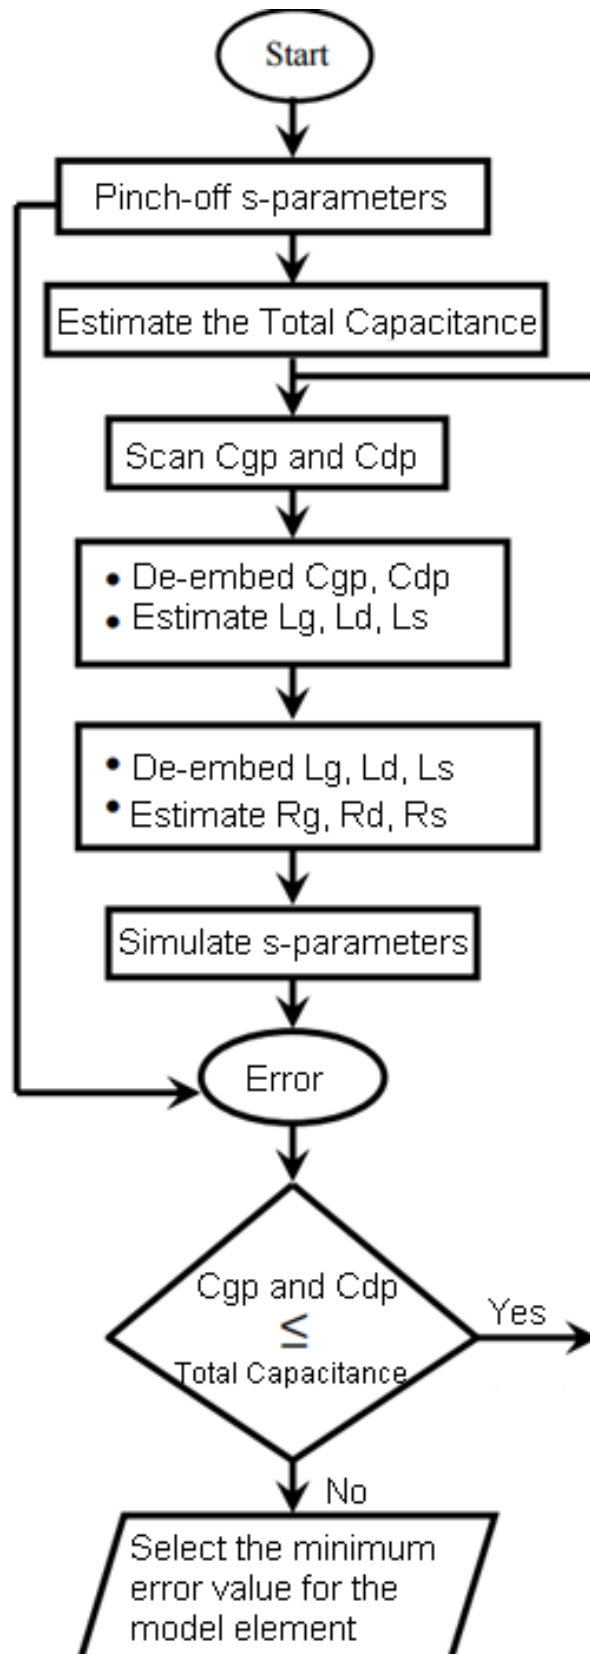 Start
Pinch-off s-parameters
Estimate the Total Capacitance
Scan Cgp and Cdp
• De-embed Cgp, Cdp
• Estimate Lg, Ld, Ls
• De-embed Lg, Ld, Ls
• Estimate Rg, Rd, Rs
Simulate s-parameters
Error
Cgp and Cdp
≤
Total Capacitance
Yes
No
Select the minimum
error value for the
model element